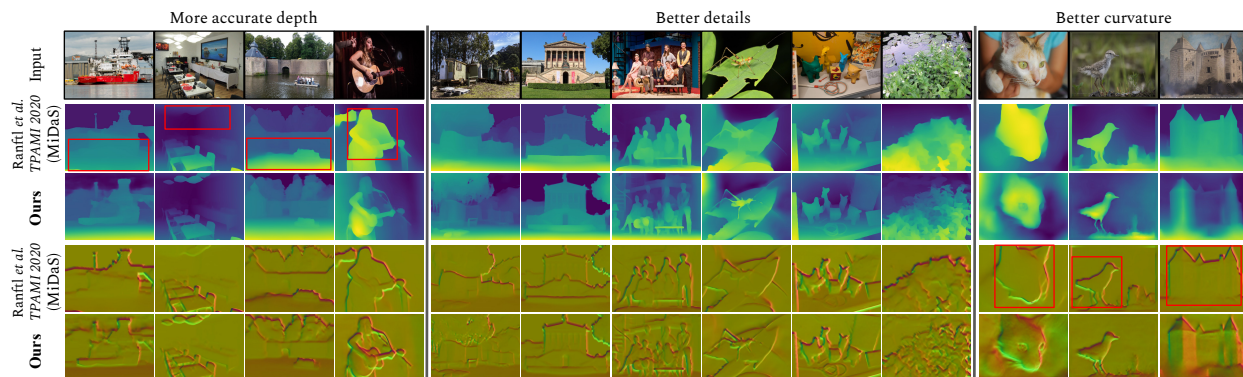 More accurate depth
Better details
Better curvature
Input
Ranftl et al.
TPAMI 2020
(MiDaS)
Ours
Ranftl et al.
TPAMI 2020
(MiDaS)
Ours